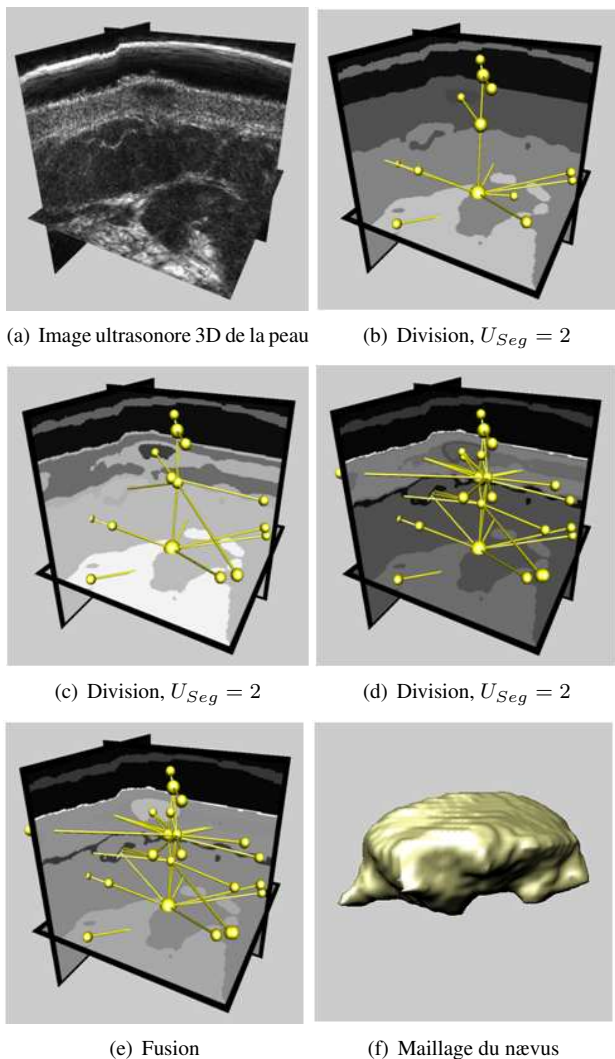 (a) Image ultrasonore 3D de la peau
(b) Division, U_{Seg} = 2
(c) Division, U_{Seg} = 2
(d) Division, U_{Seg} = 2
(e) Fusion
(f) Maillage du nævus